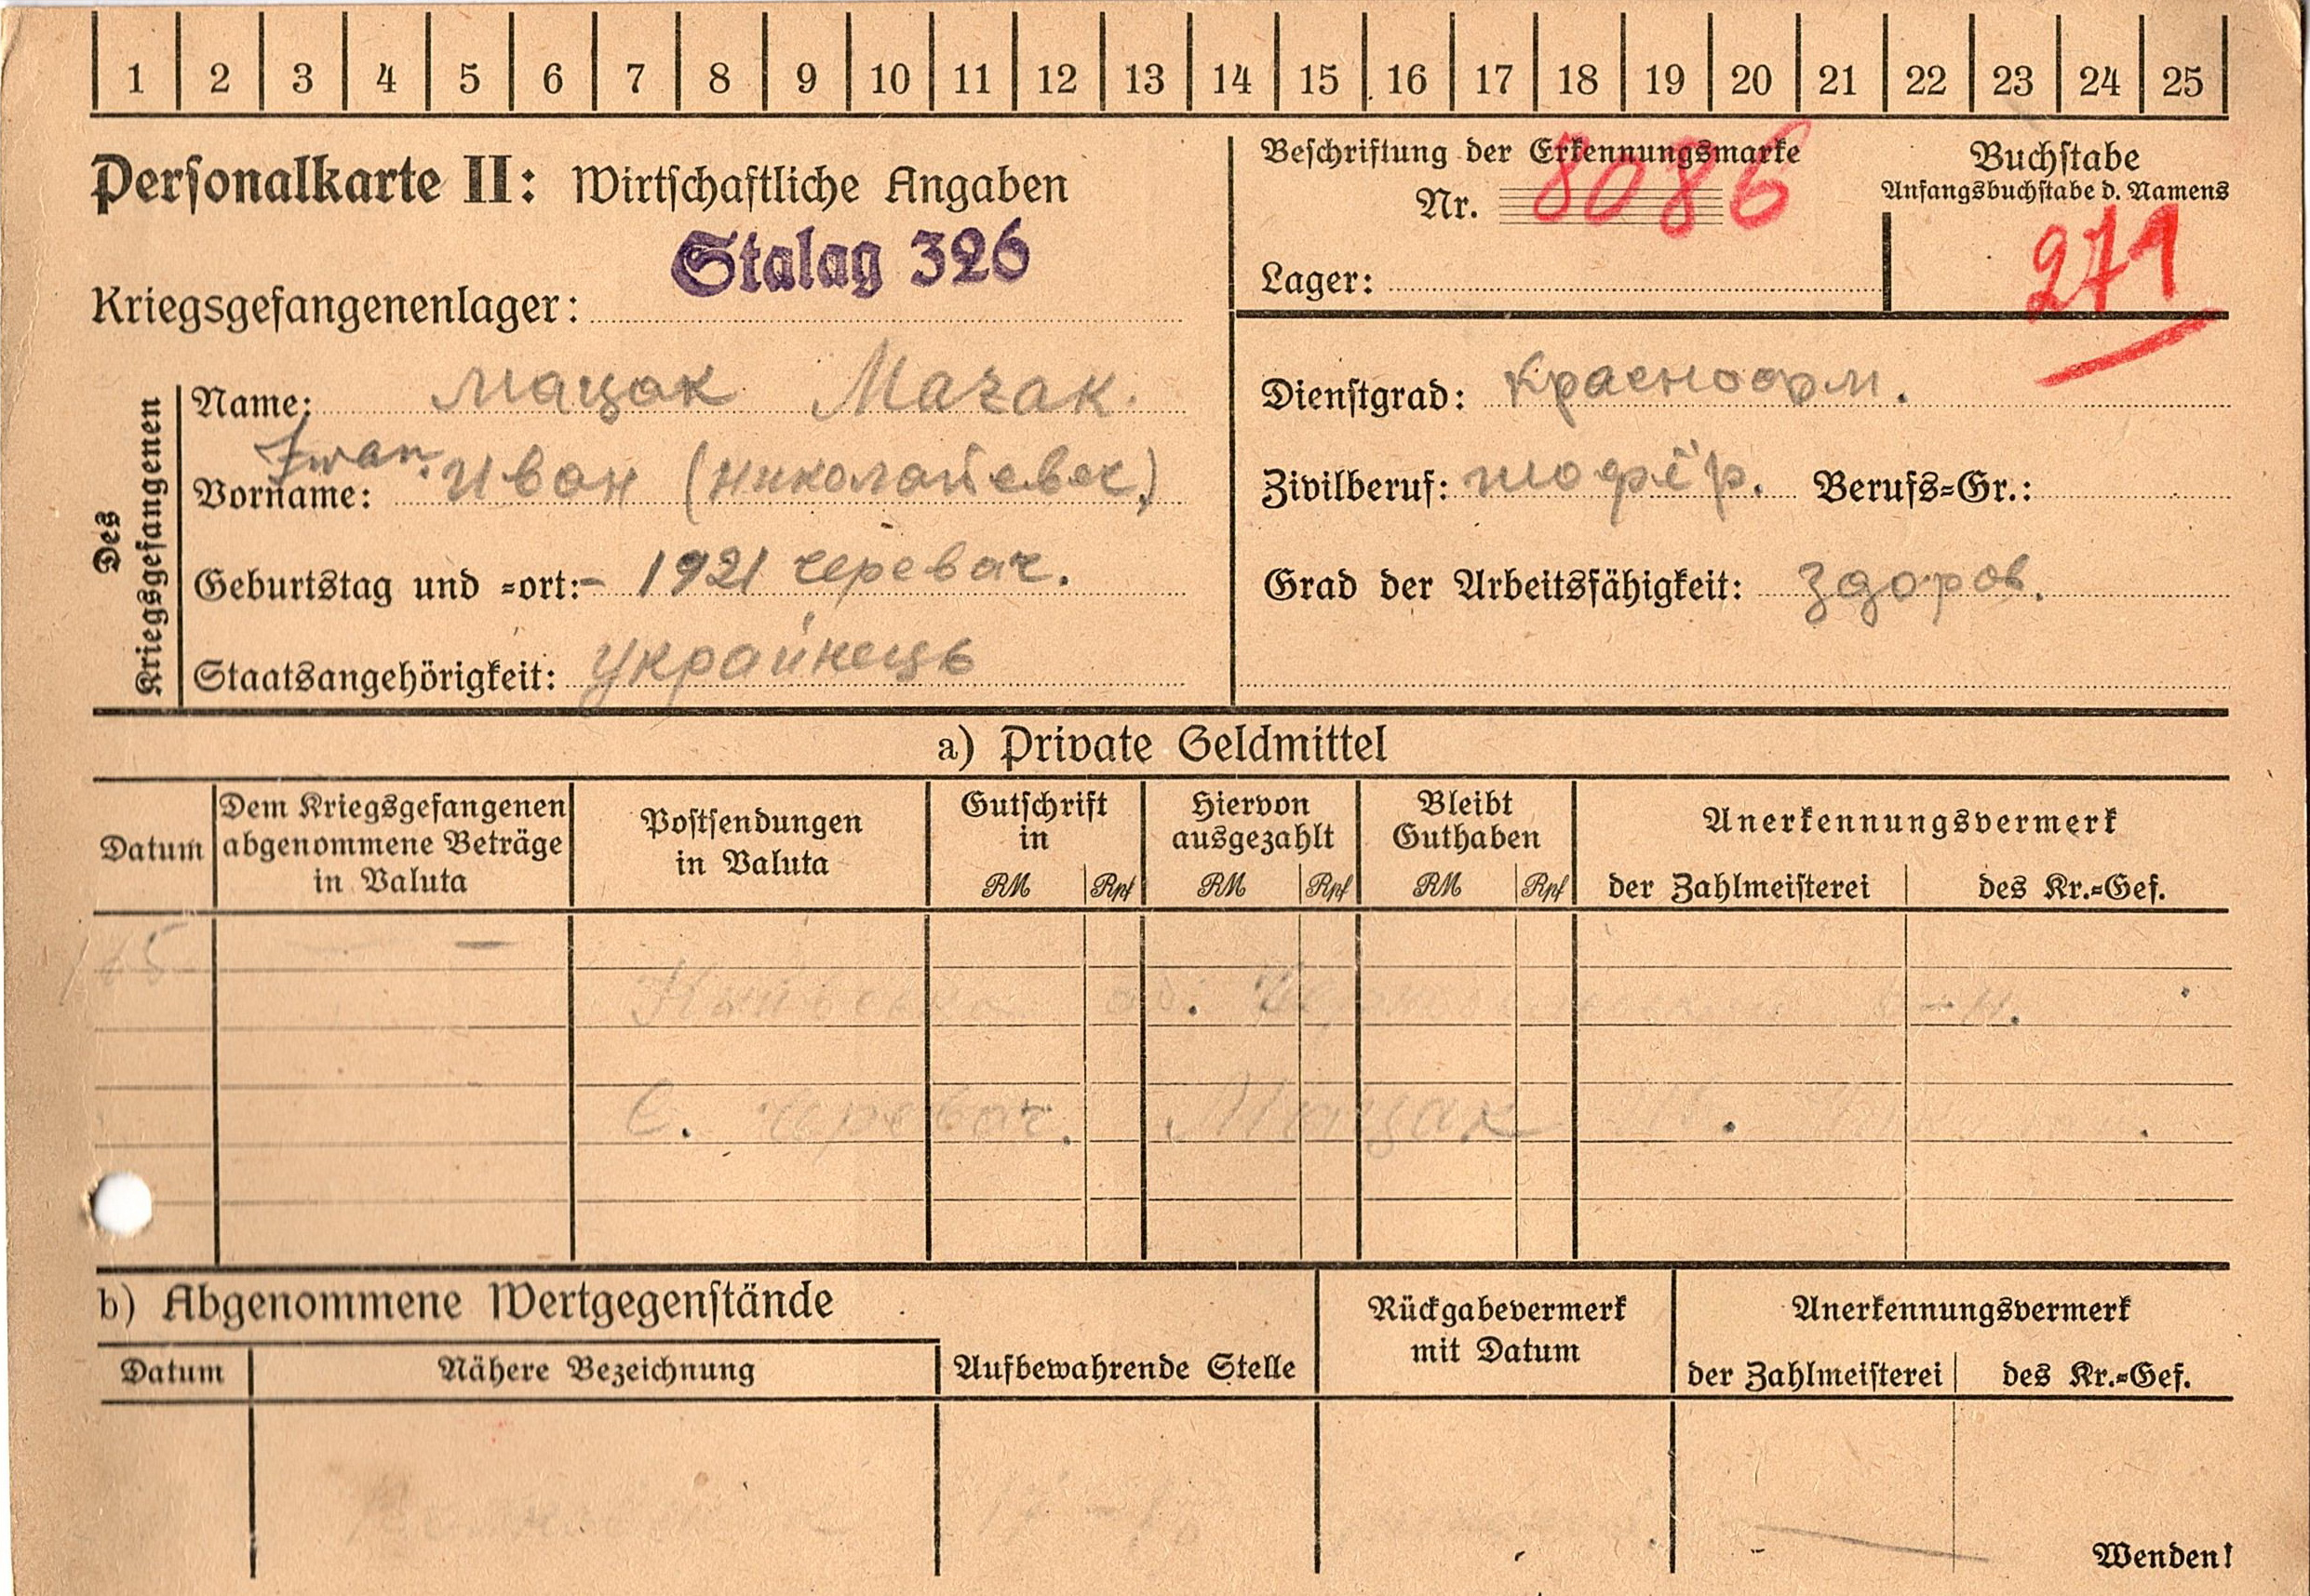 1 2 3 4 5 6 7 8 9 10 11 12 13 14 15 16 17 18 19 20 21 22 23 24 25
Personalkarte II: Wirtschaftliche Angaben
Stalag 326
Kriegsgefangenenlager:
Beschriftung der Erkennungsmarke
Nr. 8086
Lager:
Buchstabe
Anfangsbuchstabe d. Namens
271
Des Kriegsgefangenen
Name: Мацак Mazak.
Iwan.
Vorname: Иван (Николаевич)
Geburtstag und =ort: - 1921 Черевач.
Staatsangehörigkeit: Украинець
Dienstgrad: Красноарм.
Zivilberuf: шофёр. Berufs=Gr.:
Grad der Arbeitsfähigkeit: Здоров.
a) Private Geldmittel
Datum
Dem Kriegsgefangenen
abgenommene Beträge
in Valuta
Postsendungen
in Valuta
Gutschrift
in
RM Rpf
Hiervon
ausgezahlt
RM Rpf
Bleibt
Guthaben
RM Rpf
Anerkennungsvermerk
der Zahlmeisterei des Kr.=Gef.
с. Черевач. Мацак
b) Abgenommene Wertgegenstände
Datum Nähere Bezeichnung
Aufbewahrende Stelle
Rückgabevermerk
mit Datum
Anerkennungsvermerk
der Zahlmeisterei des Kr.=Gef.
Wenden!